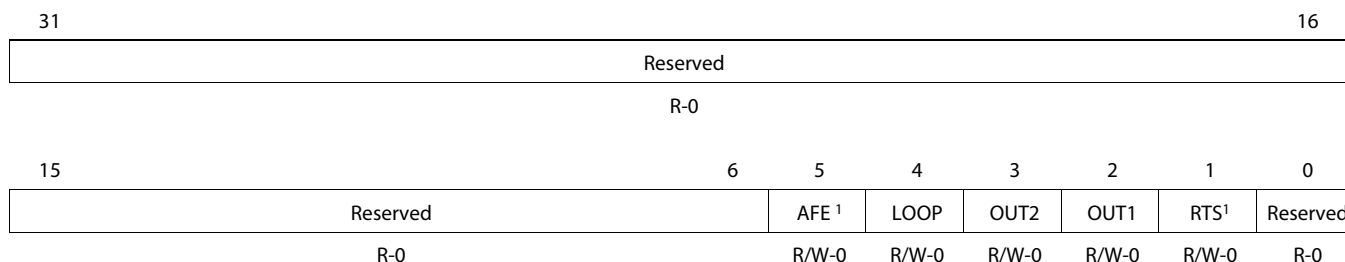 31 16
Reserved
R-0
15 6 5 4 3 2 1 0
Reserved AFE 1 LOOP OUT2 OUT1 RTS1 Reserved
R-0 R/W-0 R/W-0 R/W-0 R/W-0 R/W-0 R-0